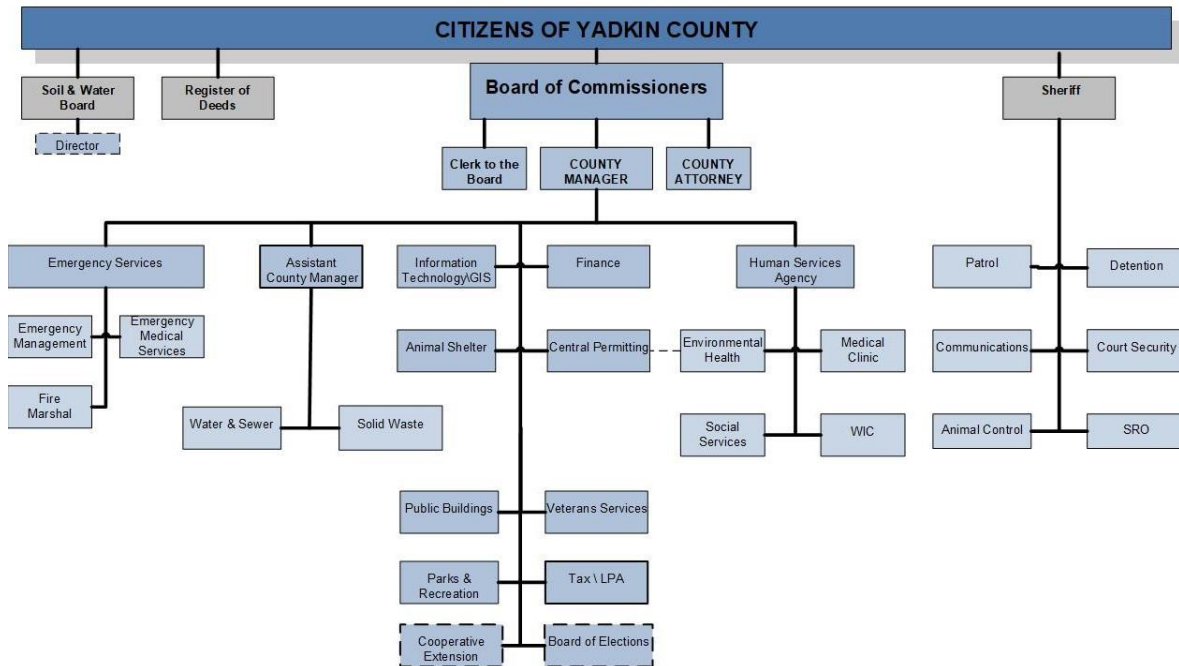 CITIZENS OF YADKIN COUNTY
Soil & Water
Board
Register of
Deeds
Board of Commissioners
Sheriff
Director
Clerk to the
Board
COUNTY
MANAGER
COUNTY
ATTORNEY
Emergency Services
Assistant
County Manager
Information
Technology\GIS
Finance
Human Services
Agency
Patrol
Detention
Emergency
Management
Emergency
Medical
Services
Animal Shelter
Central Permitting
Environmental
Health
Medical
Clinic
Communications
Court Security
Fire
Marshal
Water & Sewer
Solid Waste
Social
Services
WIC
Animal Control
SRO
Public Buildings
Veterans Services
Parks &
Recreation
Tax \ LPA
Cooperative
Extension
Board of Elections